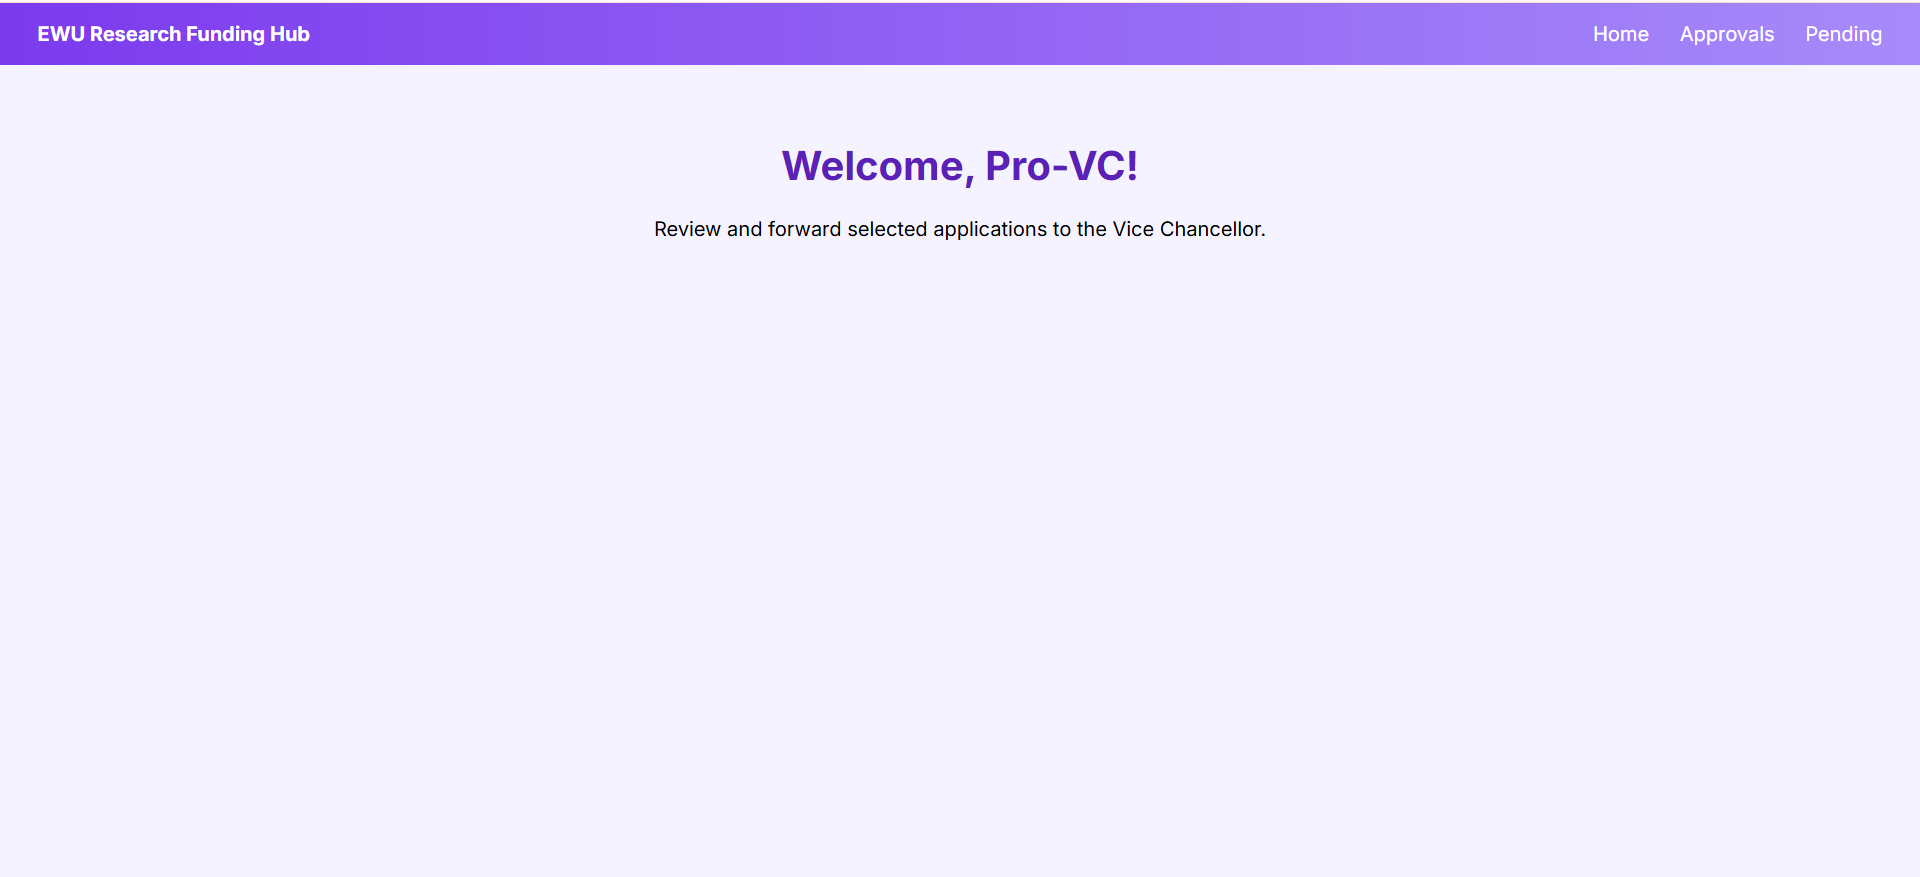 EWU Research Funding Hub
Home Approvals Pending
Welcome, Pro-VC!
Review and forward selected applications to the Vice Chancellor.